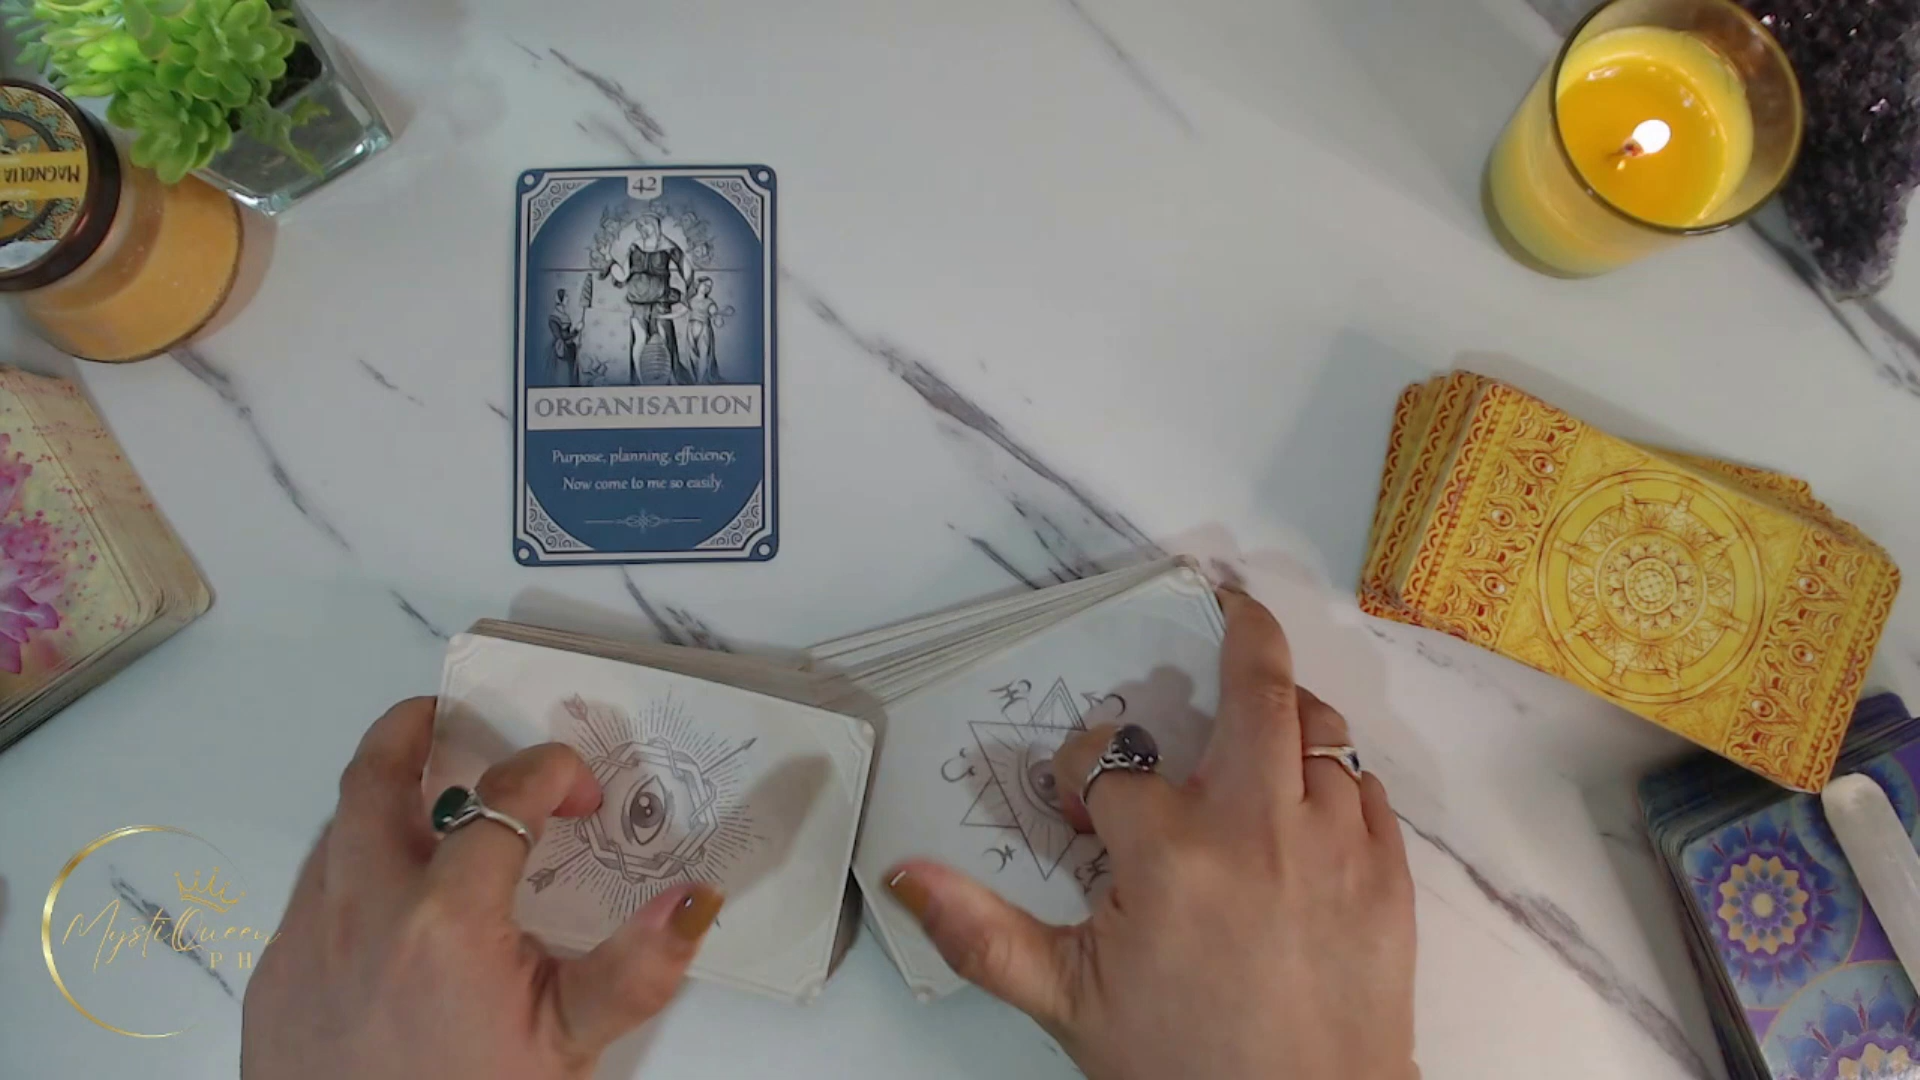 MAGNOLIA
42
ORGANISATION
Purpose, planning, efficiency,
Now come to me so easily.
MystiQueen
PH